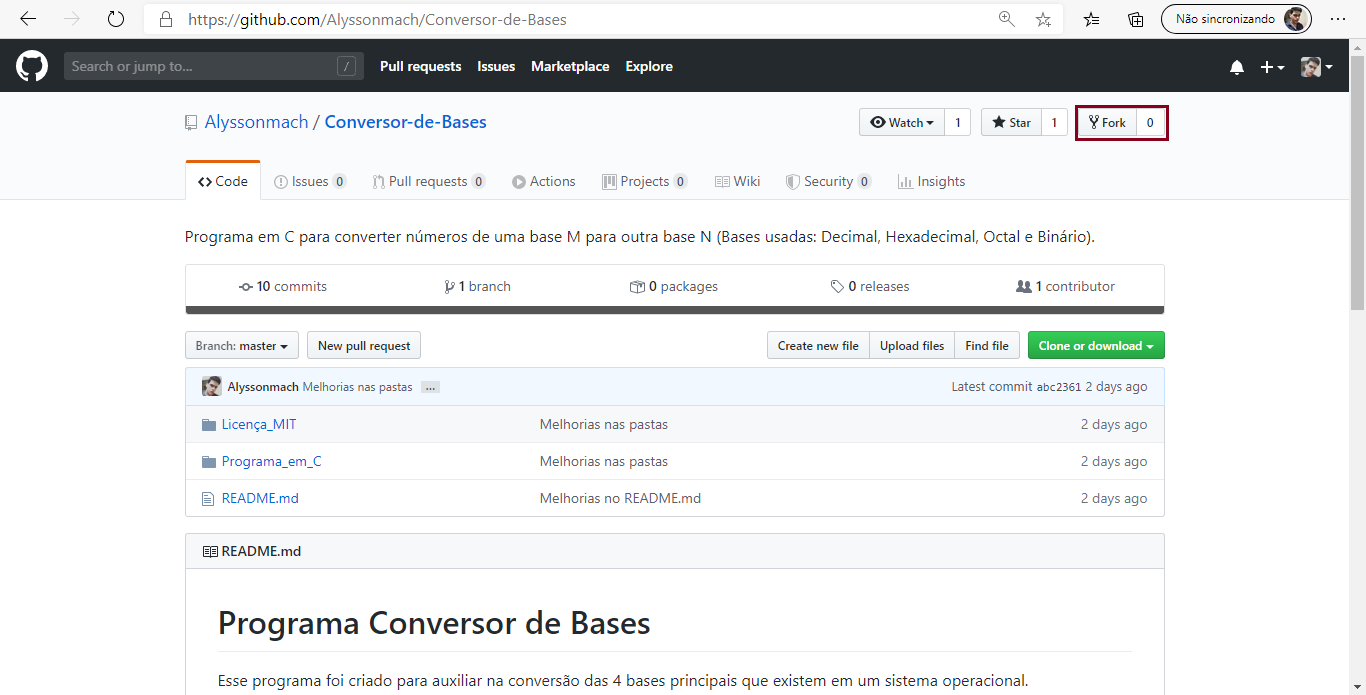 https://github.com/Alyssonmach/Conversor-de-Bases
Não sincronizando
Search or jump to... /
Pull requests Issues Marketplace Explore
Alyssonmach / Conversor-de-Bases
Watch 1 Star 1 Fork 0
Code Issues 0 Pull requests 0 Actions Projects 0 Wiki Security 0 Insights
Programa em C para converter números de uma base M para outra base N (Bases usadas: Decimal, Hexadecimal, Octal e Binário).
10 commits 1 branch 0 packages 0 releases 1 contributor
Branch: master New pull request Create new file Upload files Find file Clone or download
Alyssonmach Melhorias nas pastas ... Latest commit abc2361 2 days ago
Licença_MIT Melhorias nas pastas 2 days ago
Programa_em_C Melhorias nas pastas 2 days ago
README.md Melhorias no README.md 2 days ago
README.md
Programa Conversor de Bases
Esse programa foi criado para auxiliar na conversão das 4 bases principais que existem em um sistema operacional.